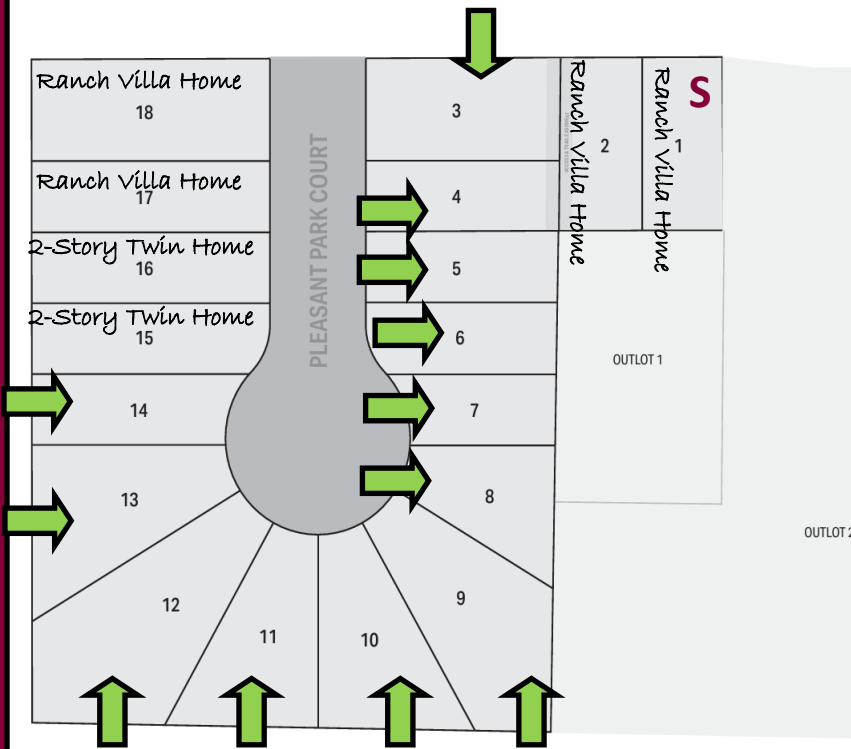 Ranch Villa Home
18
Ranch Villa Home
17
2-Story Twin Home
16
2-Story Twin Home
15
14
13
12
11
10
9
8
7
6
5
4
3
PLEASANT PARK COURT
Ranch Villa Home
2
Ranch Villa Home
1
S
OUTLOT 1
OUTLOT 2